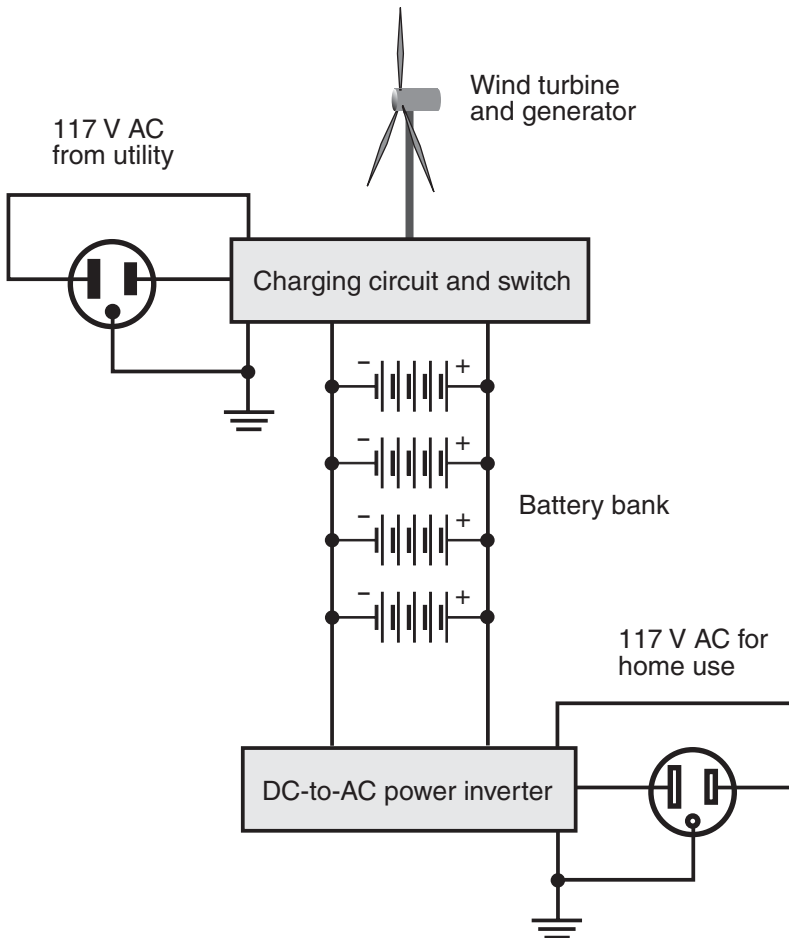 Wind turbine
and generator
117 V AC
from utility
Charging circuit and switch
− +
− +
Battery bank
− +
− +
117 V AC for
home use
DC-to-AC power inverter